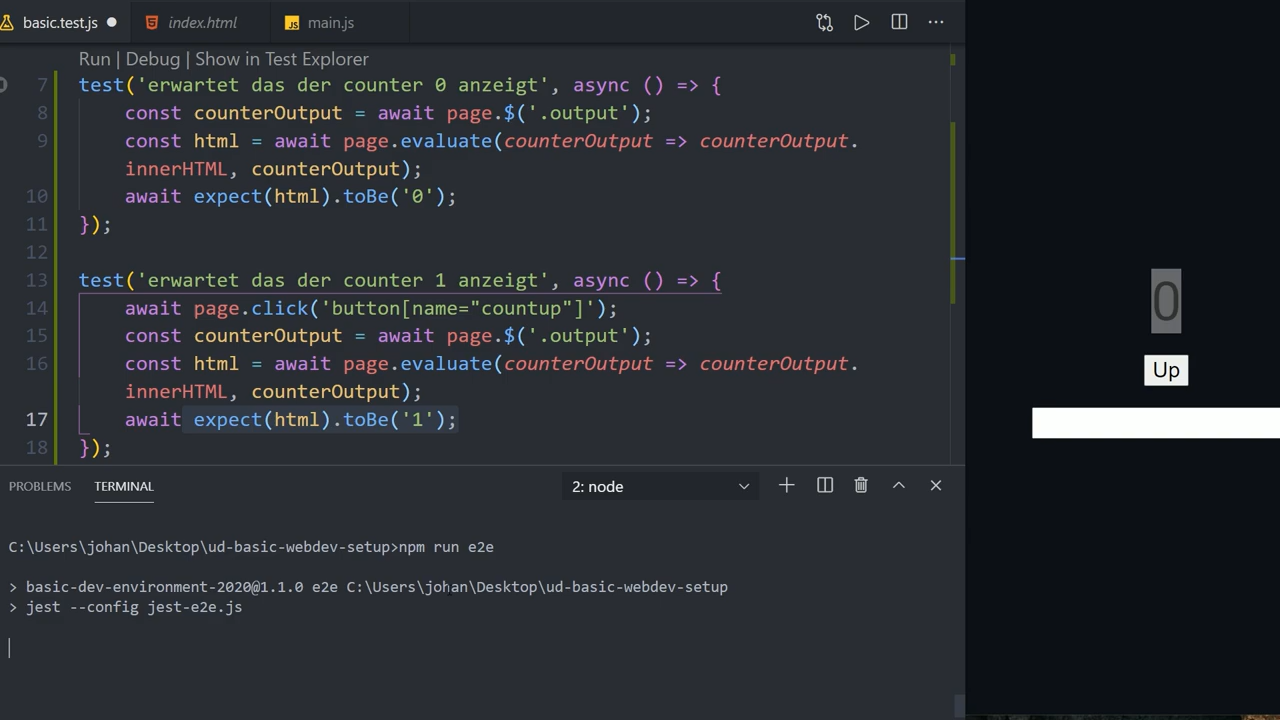 basic.test.js
index.html
JS main.js
Run | Debug | Show in Test Explorer
7 test('erwartet das der counter 0 anzeigt', async () => {
8 const counterOutput = await page.$('.output');
9 const html = await page.evaluate(counterOutput => counterOutput.
innerHTML, counterOutput);
10 await expect(html).toBe('0');
11 });
12
13 test('erwartet das der counter 1 anzeigt', async () => {
14 await page.click('button[name="countup"]');
15 const counterOutput = await page.$('.output');
16 const html = await page.evaluate(counterOutput => counterOutput.
innerHTML, counterOutput);
17 await expect(html).toBe('1');
18 });
0
Up
PROBLEMS
TERMINAL
2: node
C:\Users\johan\Desktop\ud-basic-webdev-setup>npm run e2e
> basic-dev-environment-2020@1.1.0 e2e C:\Users\johan\Desktop\ud-basic-webdev-setup
> jest --config jest-e2e.js